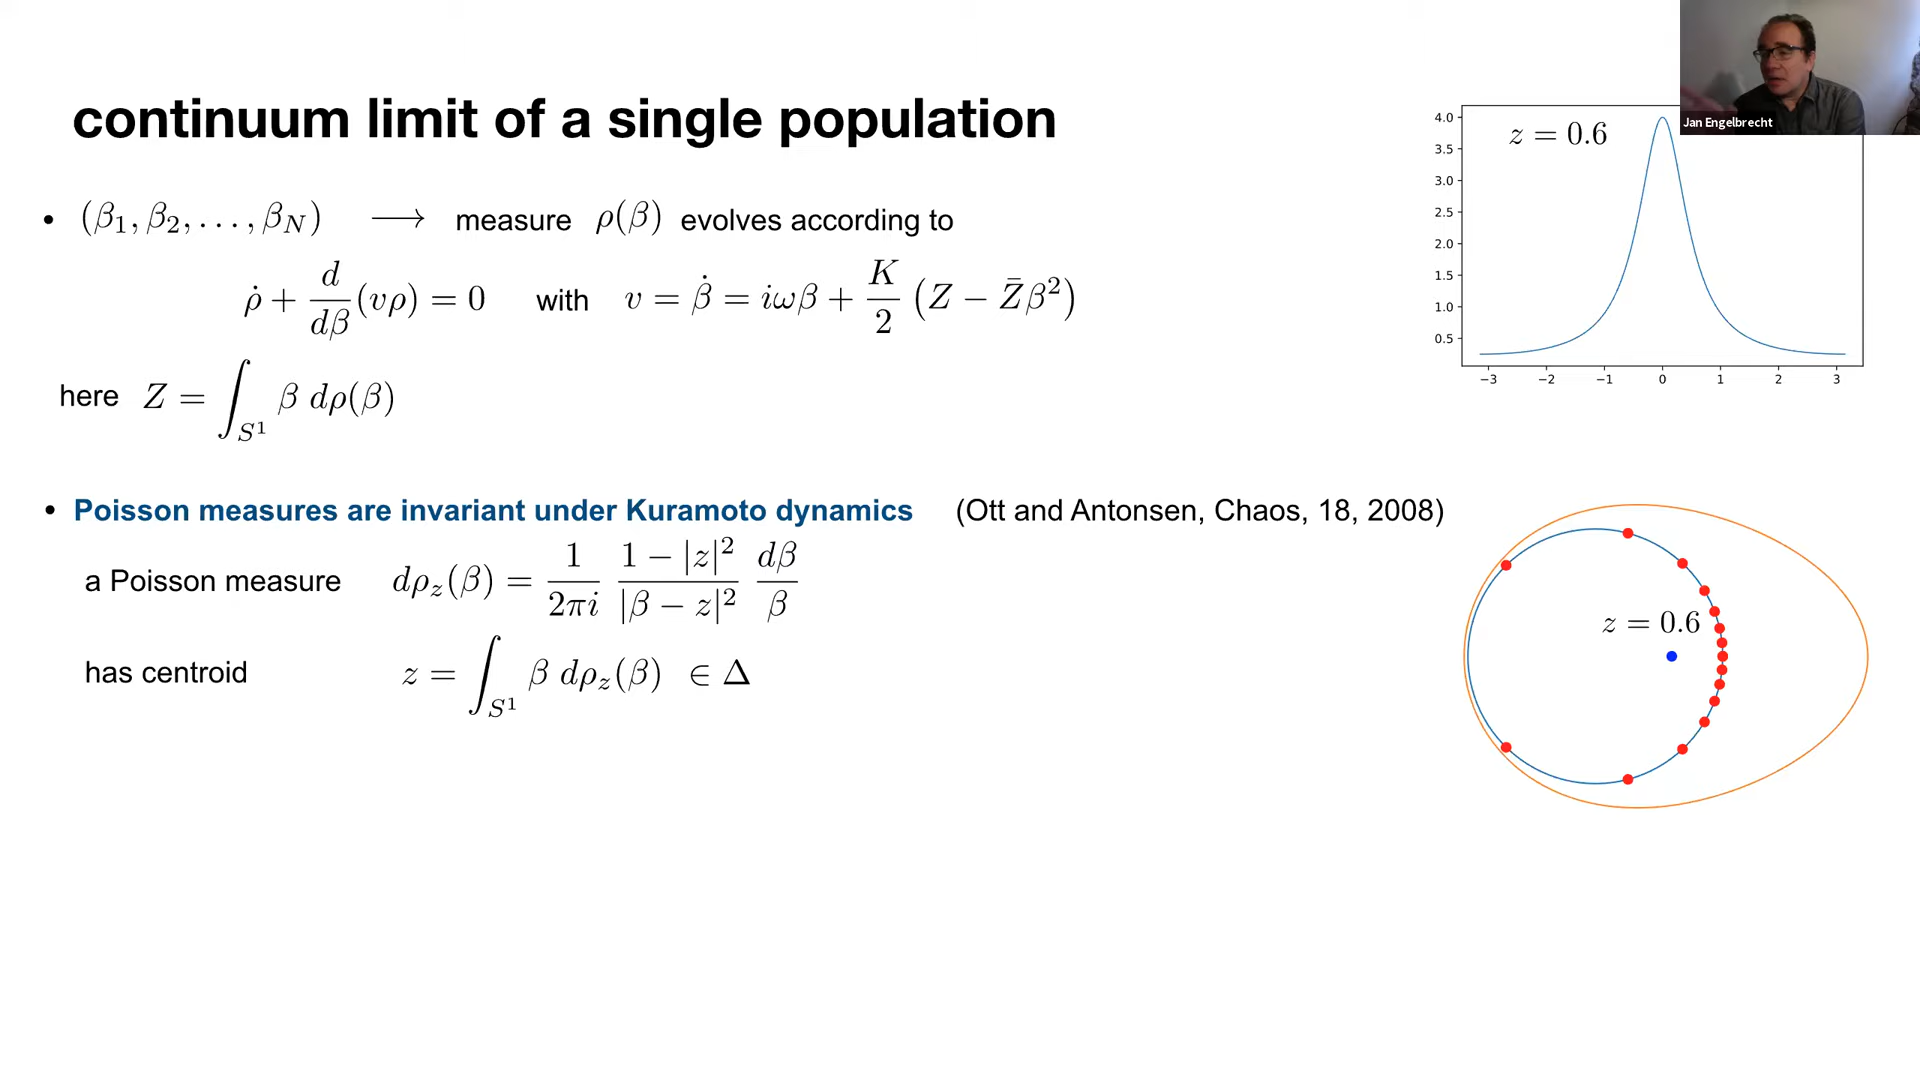 Jan Engelbrecht
continuum limit of a single population
• (β₁, β₂, …, β_N) ⟶ measure ρ(β) evolves according to
ρ̇ + d/dβ (vρ) = 0 with v = β̇ = iωβ + K/2 (Z − Z̄β²)
here Z = ∫_{S¹} β dρ(β)
• Poisson measures are invariant under Kuramoto dynamics (Ott and Antonsen, Chaos, 18, 2008)
a Poisson measure dρ_z(β) = 1/(2πi) (1 − |z|²)/(|β − z|²) dβ/β
has centroid z = ∫_{S¹} β dρ_z(β) ∈ Δ
z = 0.6
4.0
3.5
3.0
2.5
2.0
1.5
1.0
0.5
−3 −2 −1 0 1 2 3
z = 0.6